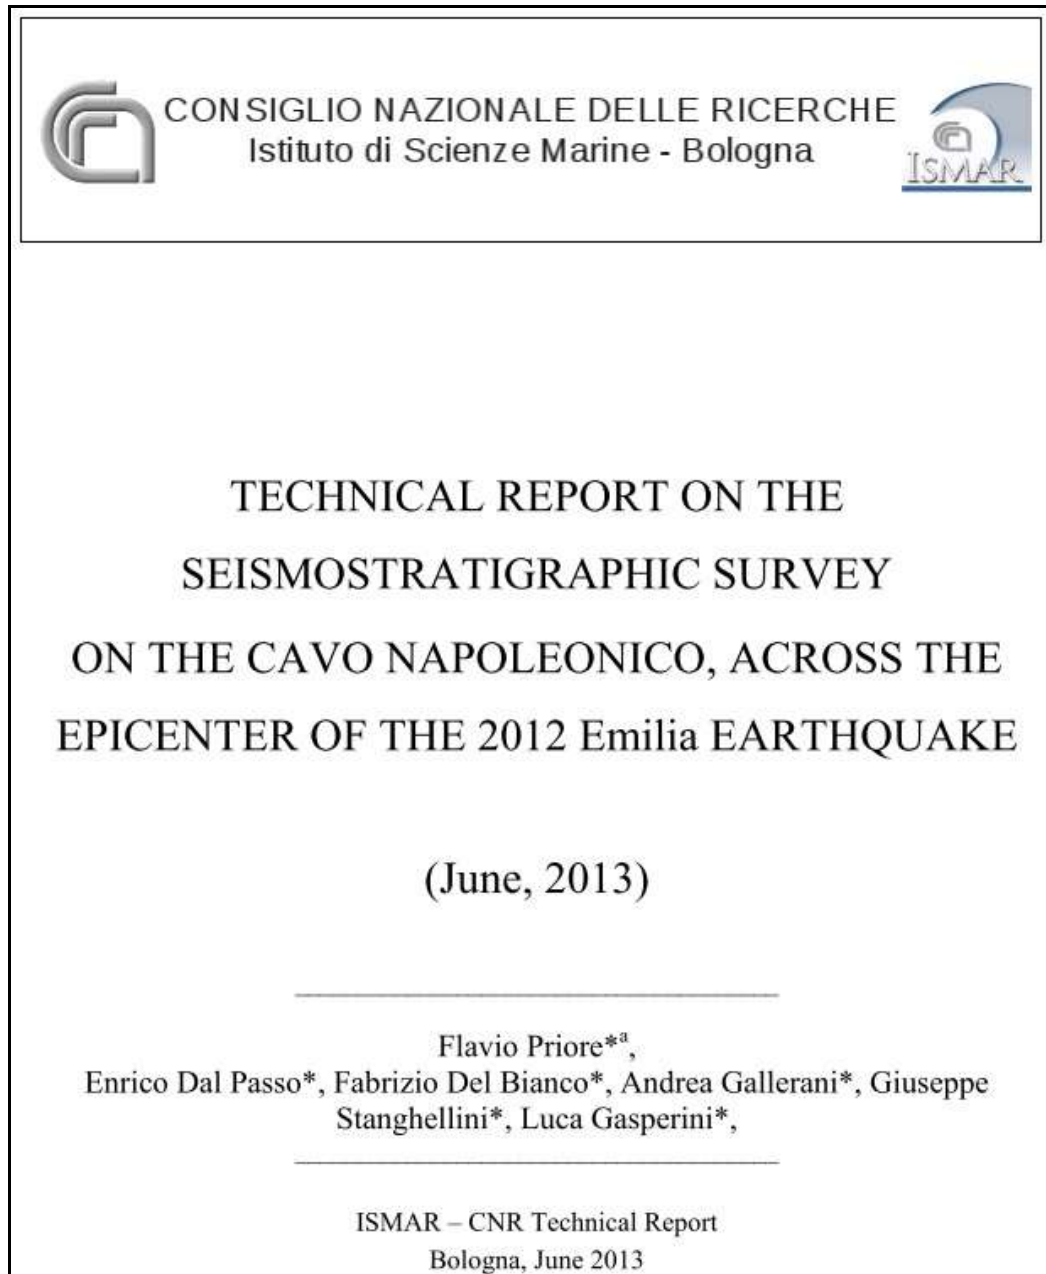 CONSIGLIO NAZIONALE DELLE RICERCHE
Istituto di Scienze Marine - Bologna
ISMAR
TECHNICAL REPORT ON THE
SEISMOSTRATIGRAPHIC SURVEY
ON THE CAVO NAPOLEONICO, ACROSS THE
EPICENTER OF THE 2012 Emilia EARTHQUAKE
(June, 2013)
Flavio Priore*ª,
Enrico Dal Passo*, Fabrizio Del Bianco*, Andrea Gallerani*, Giuseppe
Stanghellini*, Luca Gasperini*,
ISMAR – CNR Technical Report
Bologna, June 2013